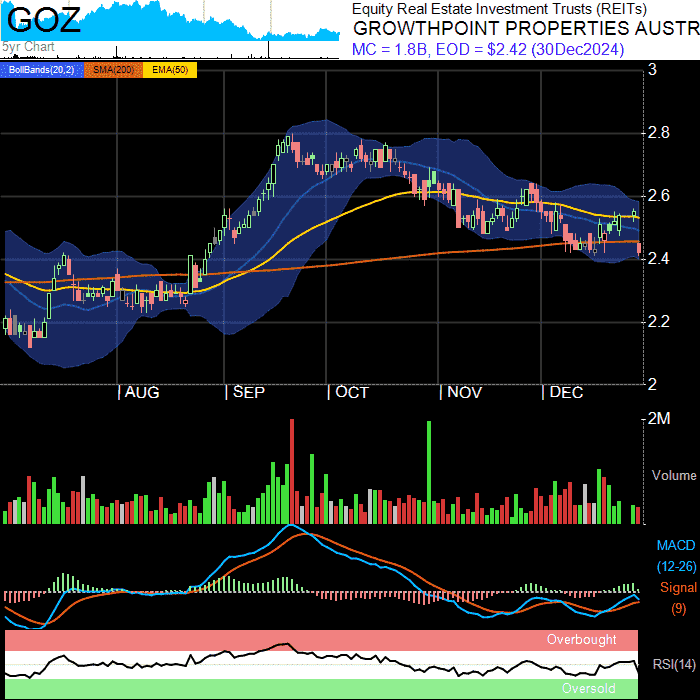 GOZ
5yr Chart
Equity Real Estate Investment Trusts (REITs)
GROWTHPOINT PROPERTIES AUSTR
MC = 1.8B, EOD = $2.42 (30Dec2024)
BollBands(20,2) SMA(200) EMA(50)
3
2.8
2.6
2.4
2.2
2
AUG SEP OCT NOV DEC
2M
Volume
MACD
(12-26)
Signal
(9)
Overbought
RSI(14)
Oversold